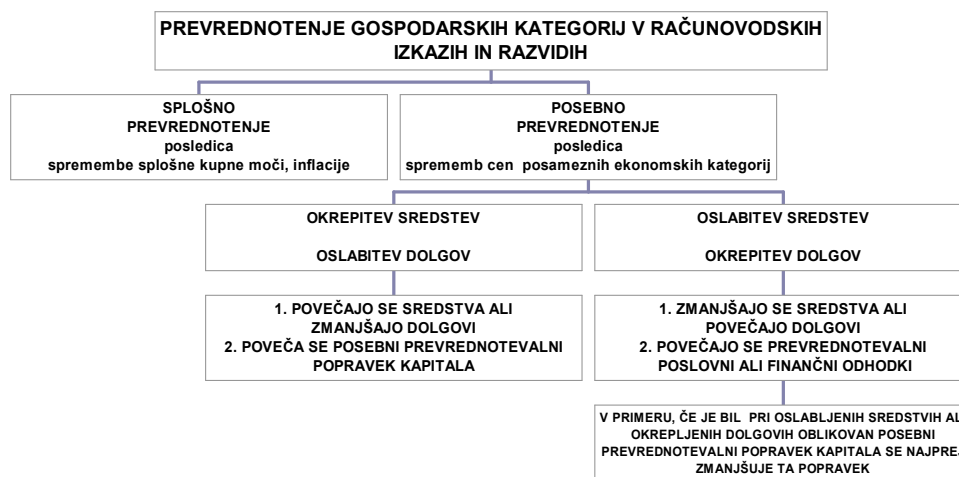 PREVREDNOTENJE GOSPODARSKIH KATEGORIJ V RAČUNOVODSKIH
IZKAZIH IN RAZVIDIH
SPLOŠNO
PREVREDNOTENJE
posledica
spremembe splošne kupne moči, inflacije
POSEBNO
PREVREDNOTENJE
posledica
sprememb cen posameznih ekonomskih kategorij
OKREPITEV SREDSTEV
OSLABITEV DOLGOV
OSLABITEV SREDSTEV
OKREPITEV DOLGOV
1. POVEČAJO SE SREDSTVA ALI
ZMANJŠAJO DOLGOVI
2. POVEČA SE POSEBNI PREVREDNOTEVALNI
POPRAVEK KAPITALA
1. ZMANJŠAJO SE SREDSTVA ALI
POVEČAJO DOLGOVI
2. POVEČAJO SE PREVREDNOTEVALNI
POSLOVNI ALI FINANČNI ODHODKI
V PRIMERU, ČE JE BIL PRI OSLABLJENIH SREDSTVIH AL
OKREPLJENIH DOLGOVIH OBLIKOVAN POSEBNI
PREVREDNOTEVALNI POPRAVEK KAPITALA SE NAJPREJ
ZMANJŠUJE TA POPRAVEK